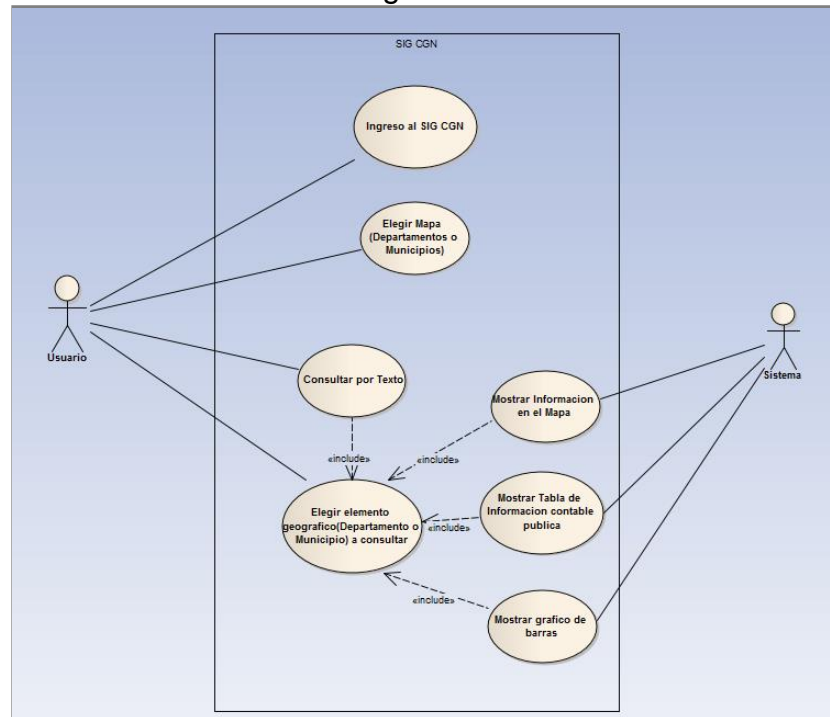 SIG CGN
Ingreso al SIG CGN
Elegir Mapa
(Departamentos o
Municipios)
Usuario
Consultar por Texto
Mostrar Informacion
en el Mapa
Sistema
«include»
«include»
Elegir elemento
geografico(Departamento o
Municipio) a consultar
Mostrar Tabla de
Informacion contable
publica
«include»
«include»
Mostrar grafico de
barras